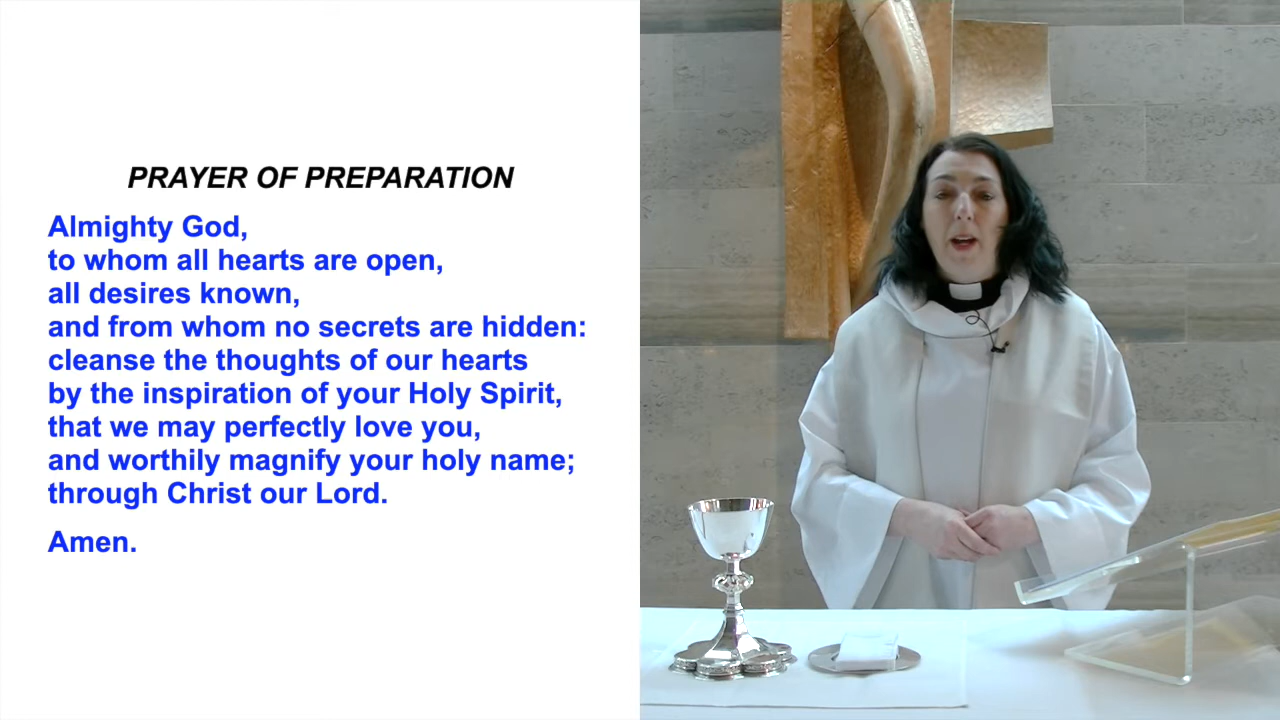 PRAYER OF PREPARATION
Almighty God,
to whom all hearts are open,
all desires known,
and from whom no secrets are hidden:
cleanse the thoughts of our hearts
by the inspiration of your Holy Spirit,
that we may perfectly love you,
and worthily magnify your holy name;
through Christ our Lord.
Amen.